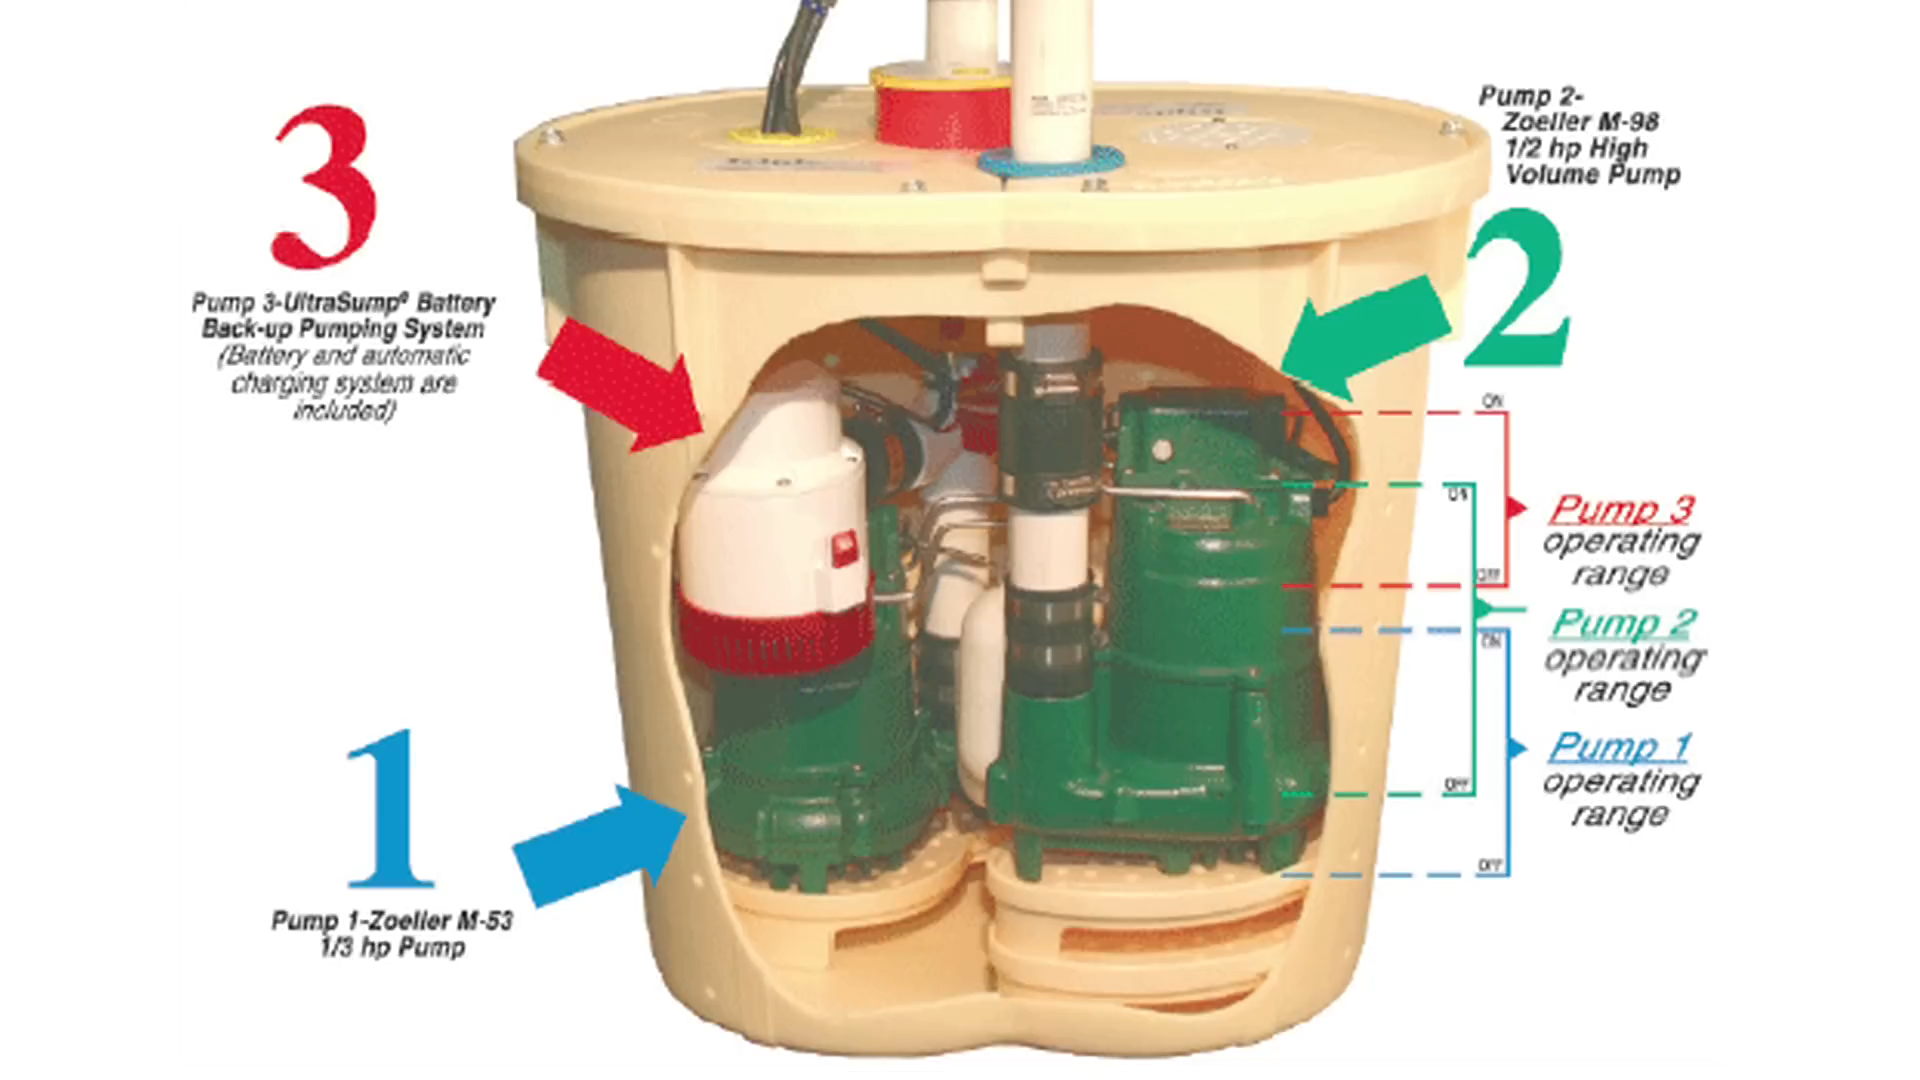 3
Pump 3-UltraSump® Battery
Back-up Pumping System
(Battery and automatic
charging system are
included)
1
Pump 1-Zoeller M-53
1/3 hp Pump
Pump 2-
Zoeller M-98
1/2 hp High
Volume Pump
2
ON
ON
OFF
ON
OFF
OFF
Pump 3
operating
range
Pump 2
operating
range
Pump 1
operating
range